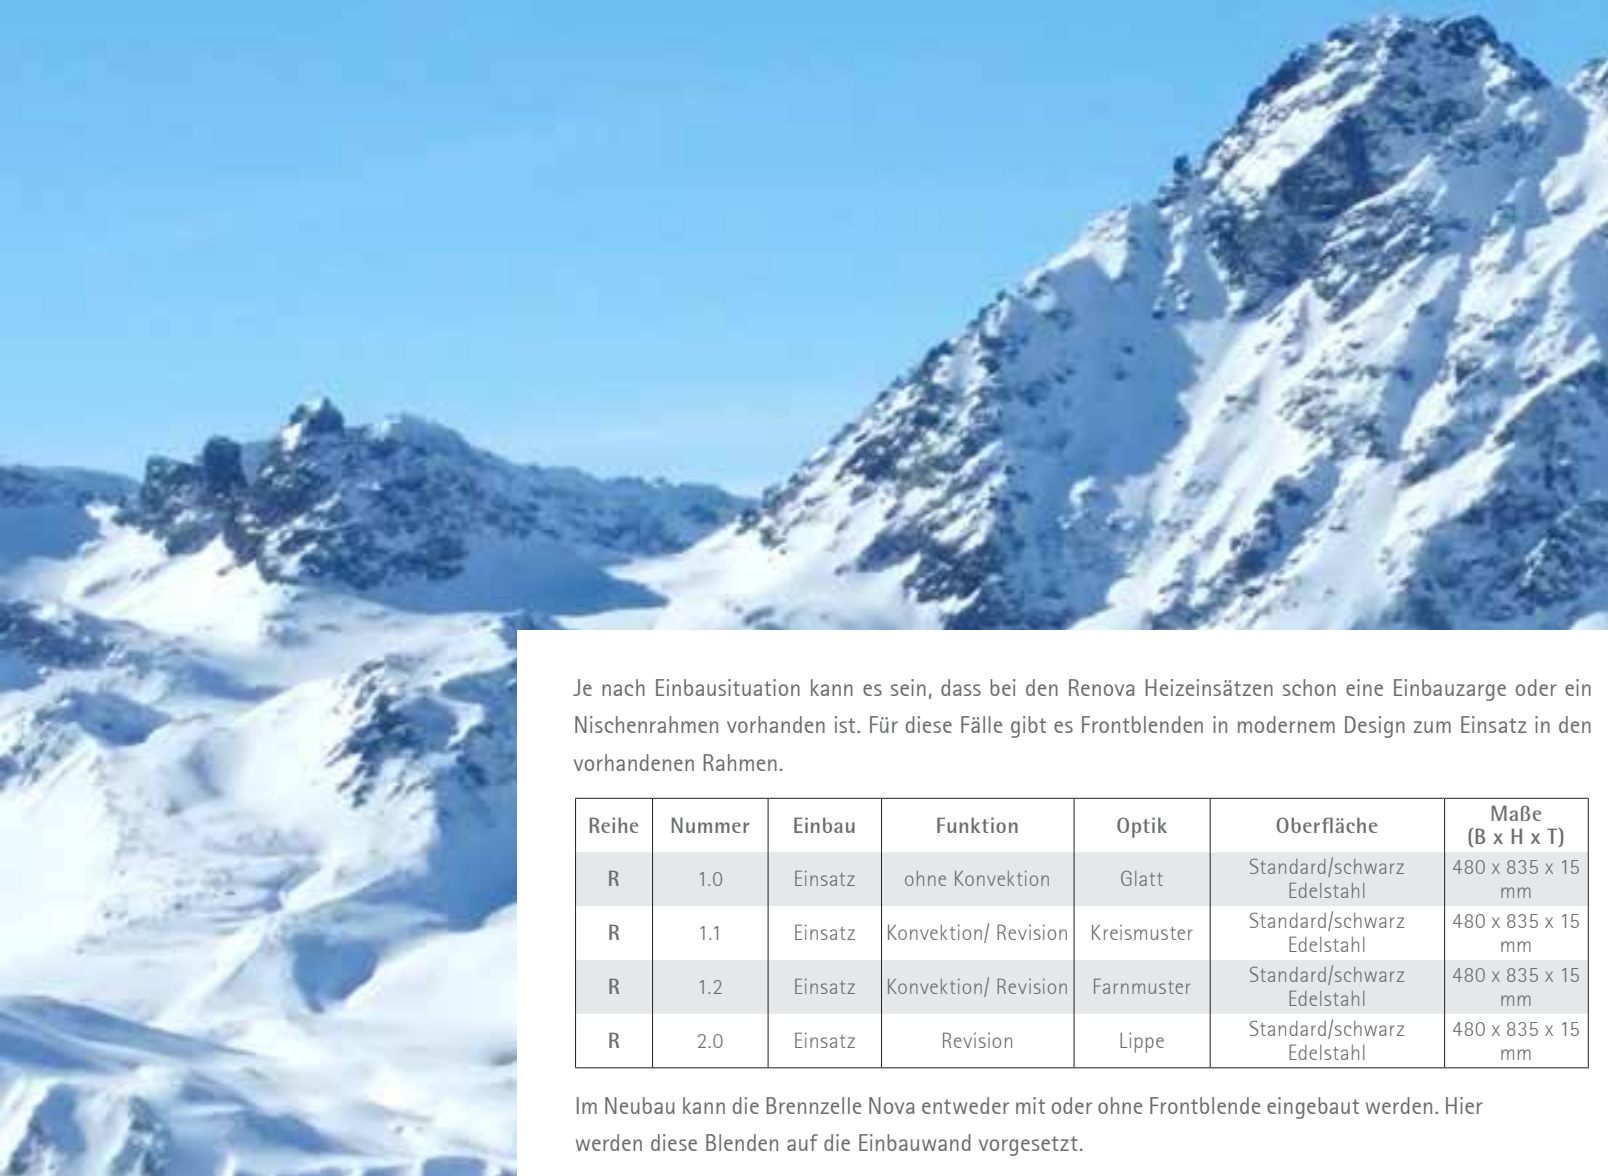 Je nach Einbausituation kann es sein, dass bei den Renova Heizeinsätzen schon eine Einbauzarge oder ein
Nischenrahmen vorhanden ist. Für diese Fälle gibt es Frontblenden in modernem Design zum Einsatz in den
vorhandenen Rahmen.
Reihe Nummer Einbau Funktion Optik Oberfläche Maße (B x H x T)
R 1.0 Einsatz ohne Konvektion Glatt Standard/schwarz Edelstahl 480 x 835 x 15 mm
R 1.1 Einsatz Konvektion/ Revision Kreismuster Standard/schwarz Edelstahl 480 x 835 x 15 mm
R 1.2 Einsatz Konvektion/ Revision Farnmuster Standard/schwarz Edelstahl 480 x 835 x 15 mm
R 2.0 Einsatz Revision Lippe Standard/schwarz Edelstahl 480 x 835 x 15 mm
Im Neubau kann die Brennzelle Nova entweder mit oder ohne Frontblende eingebaut werden. Hier
werden diese Blenden auf die Einbauwand vorgesetzt.